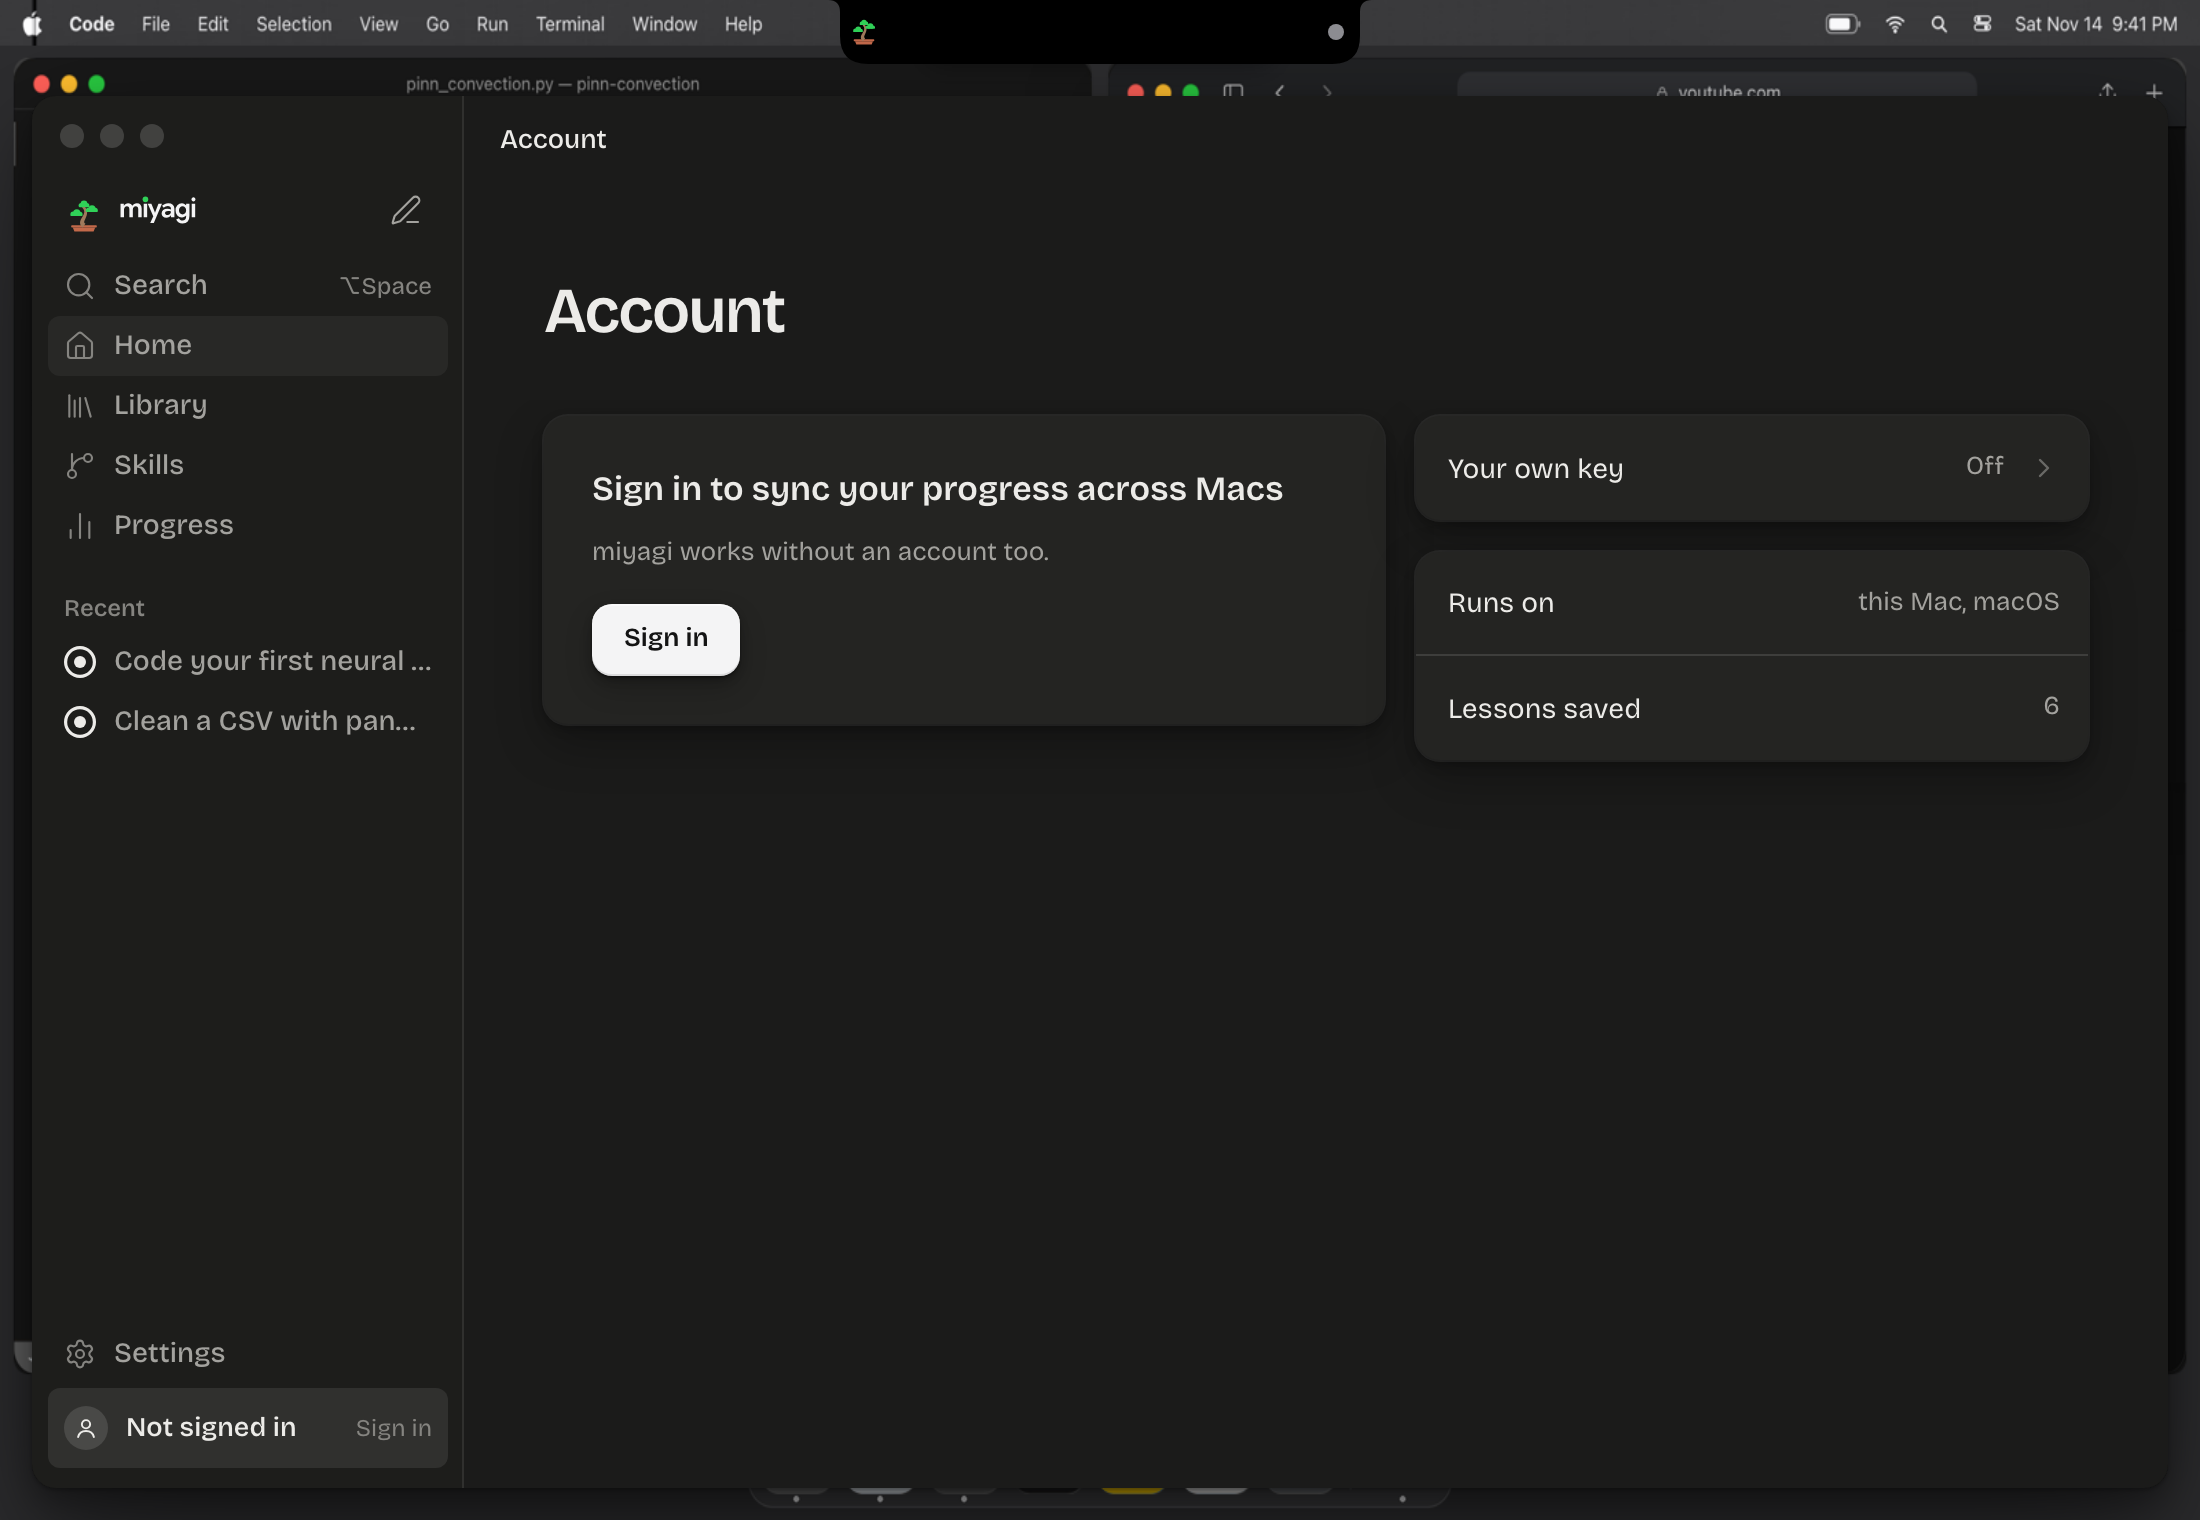 Code File Edit Selection View Go Run Terminal Window Help
Sat Nov 14 9:41 PM
pinn_convection.py — pinn-convection
youtube.com
miyagi
Search ⌥Space
Home
Library
Skills
Progress
Recent
Code your first neural ...
Clean a CSV with pan...
Settings
Not signed in Sign in
Account
Account
Sign in to sync your progress across Macs
miyagi works without an account too.
Sign in
Your own key Off
Runs on this Mac, macOS
Lessons saved 6